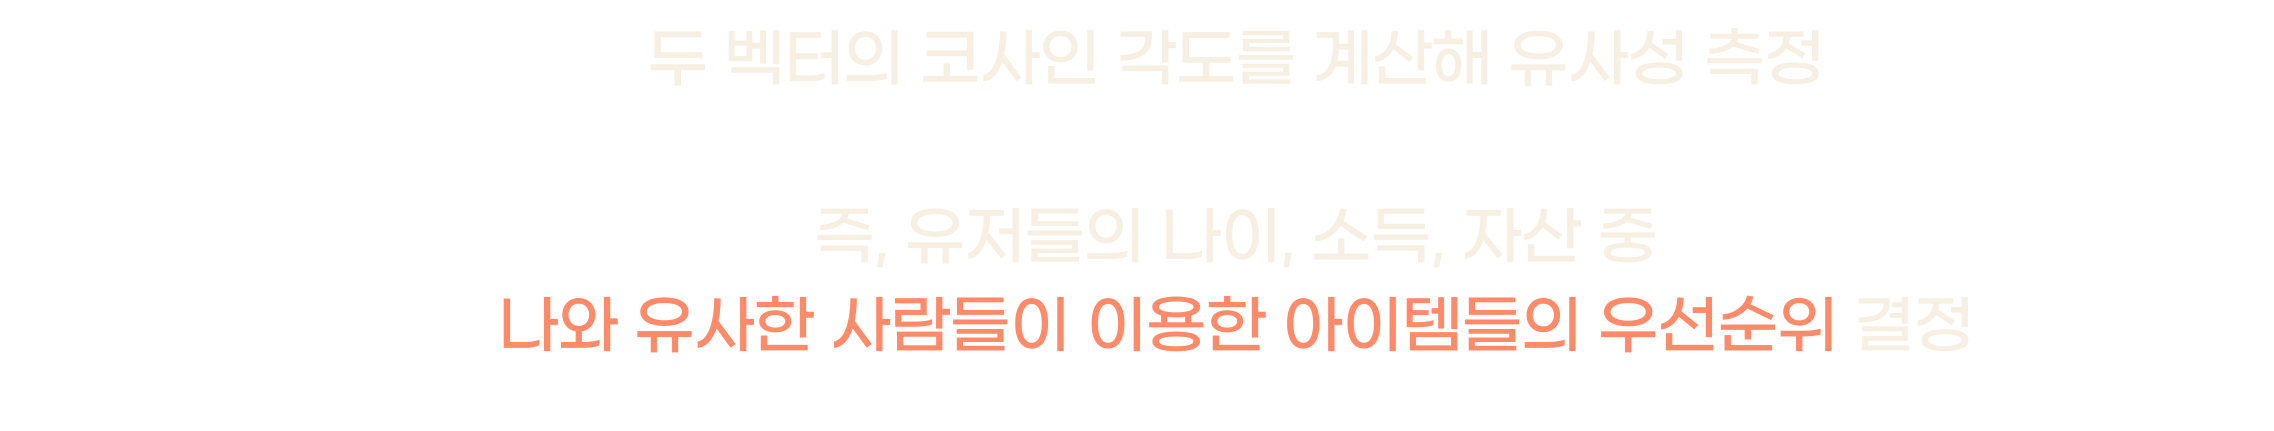 두 벡터의 코사인 각도를 계산해 유사성 측정
즉, 유저들의 나이, 소득, 자산 중
나와 유사한 사람들이 이용한 아이템들의 우선순위 결정